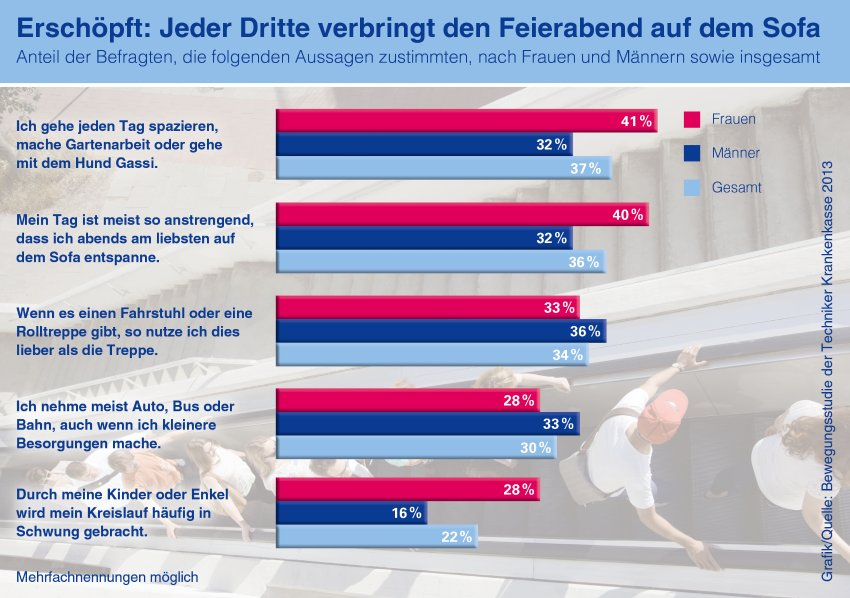 Erschöpft: Jeder Dritte verbringt den Feierabend auf dem Sofa
Anteil der Befragten, die folgenden Aussagen zustimmten, nach Frauen und Männern sowie insgesamt
Ich gehe jeden Tag spazieren,
mache Gartenarbeit oder gehe
mit dem Hund Gassi.
41 %
32 %
37 %
Frauen
Männer
Gesamt
Mein Tag ist meist so anstrengend,
dass ich abends am liebsten auf
dem Sofa entspanne.
40 %
32 %
36 %
Wenn es einen Fahrstuhl oder eine
Rolltreppe gibt, so nutze ich dies
lieber als die Treppe.
33 %
36 %
34 %
Ich nehme meist Auto, Bus oder
Bahn, auch wenn ich kleinere
Besorgungen mache.
28 %
33 %
30 %
Durch meine Kinder oder Enkel
wird mein Kreislauf häufig in
Schwung gebracht.
28 %
16 %
22 %
Mehrfachnennungen möglich
Grafik/Quelle: Bewegungsstudie der Techniker Krankenkasse 2013